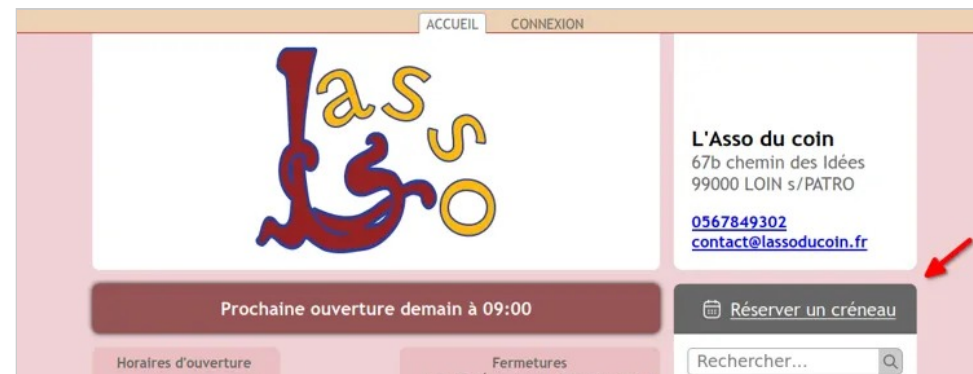 ACCUEIL CONNEXION
lasso
L'Asso du coin
67b chemin des Idées
99000 LOIN s/PATRO
0567849302
contact@lassoducoin.fr
Prochaine ouverture demain à 09:00
Réserver un créneau
Horaires d'ouverture
Fermetures
Rechercher...